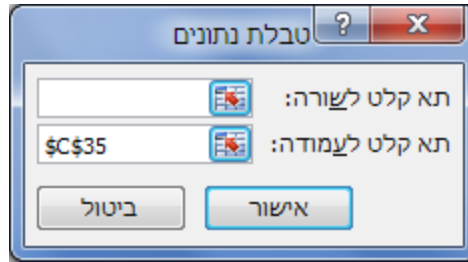 טבלת נתונים
תא קלט לשורה:
תא קלט לעמודה: $C$35
אישור ביטול